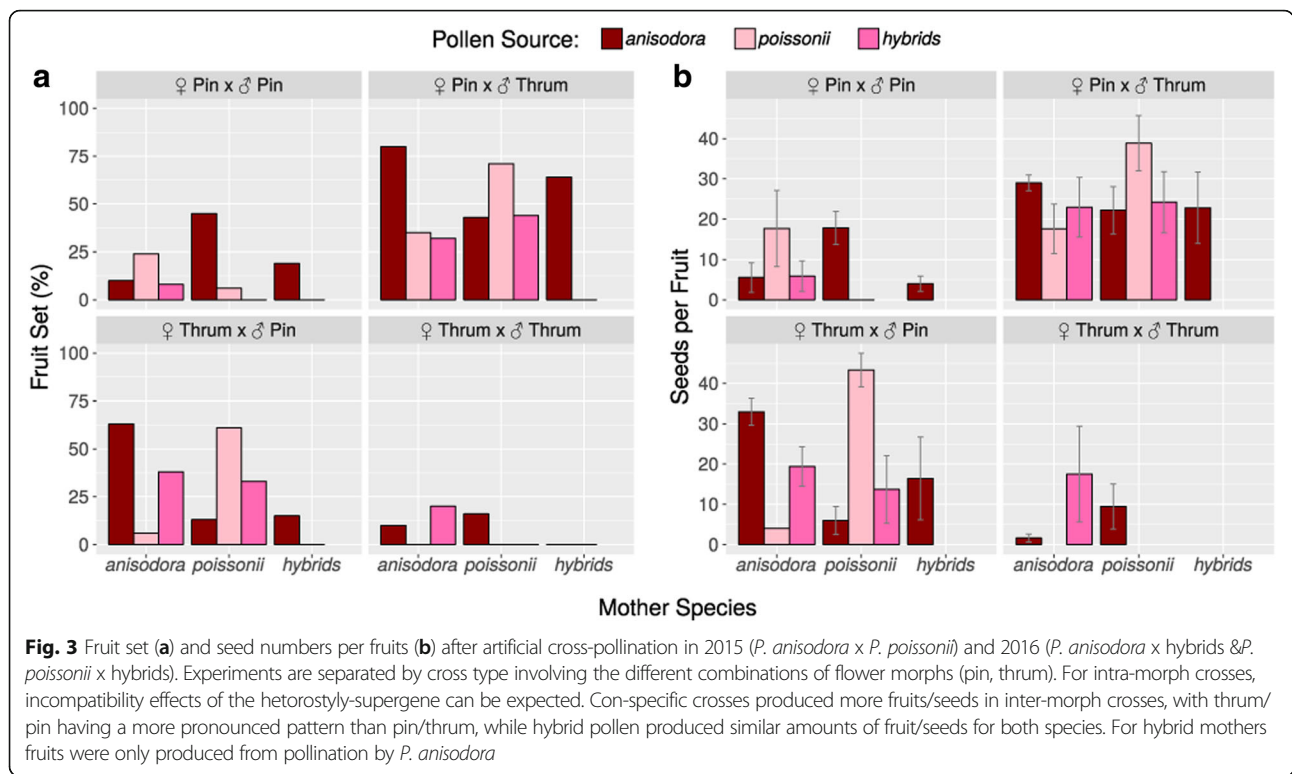 Pollen Source: anisodora poissonii hybrids
a
♀ Pin x ♂ Pin
♀ Pin x ♂ Thrum
100
75
50
25
0
♀ Thrum x ♂ Pin
♀ Thrum x ♂ Thrum
100
75
50
25
0
Fruit Set (%)
anisodora poissonii hybrids
anisodora poissonii hybrids
b
♀ Pin x ♂ Pin
♀ Pin x ♂ Thrum
40
30
20
10
0
♀ Thrum x ♂ Pin
♀ Thrum x ♂ Thrum
40
30
20
10
0
Seeds per Fruit
anisodora poissonii hybrids
anisodora poissonii hybrids
Mother Species
Fig. 3 Fruit set (a) and seed numbers per fruits (b) after artificial cross-pollination in 2015 (P. anisodora x P. poissonii) and 2016 (P. anisodora x hybrids &P.
poissonii x hybrids). Experiments are separated by cross type involving the different combinations of flower morphs (pin, thrum). For intra-morph crosses,
incompatibility effects of the hetorostyly-supergene can be expected. Con-specific crosses produced more fruits/seeds in inter-morph crosses, with thrum/
pin having a more pronounced pattern than pin/thrum, while hybrid pollen produced similar amounts of fruit/seeds for both species. For hybrid mothers
fruits were only produced from pollination by P. anisodora